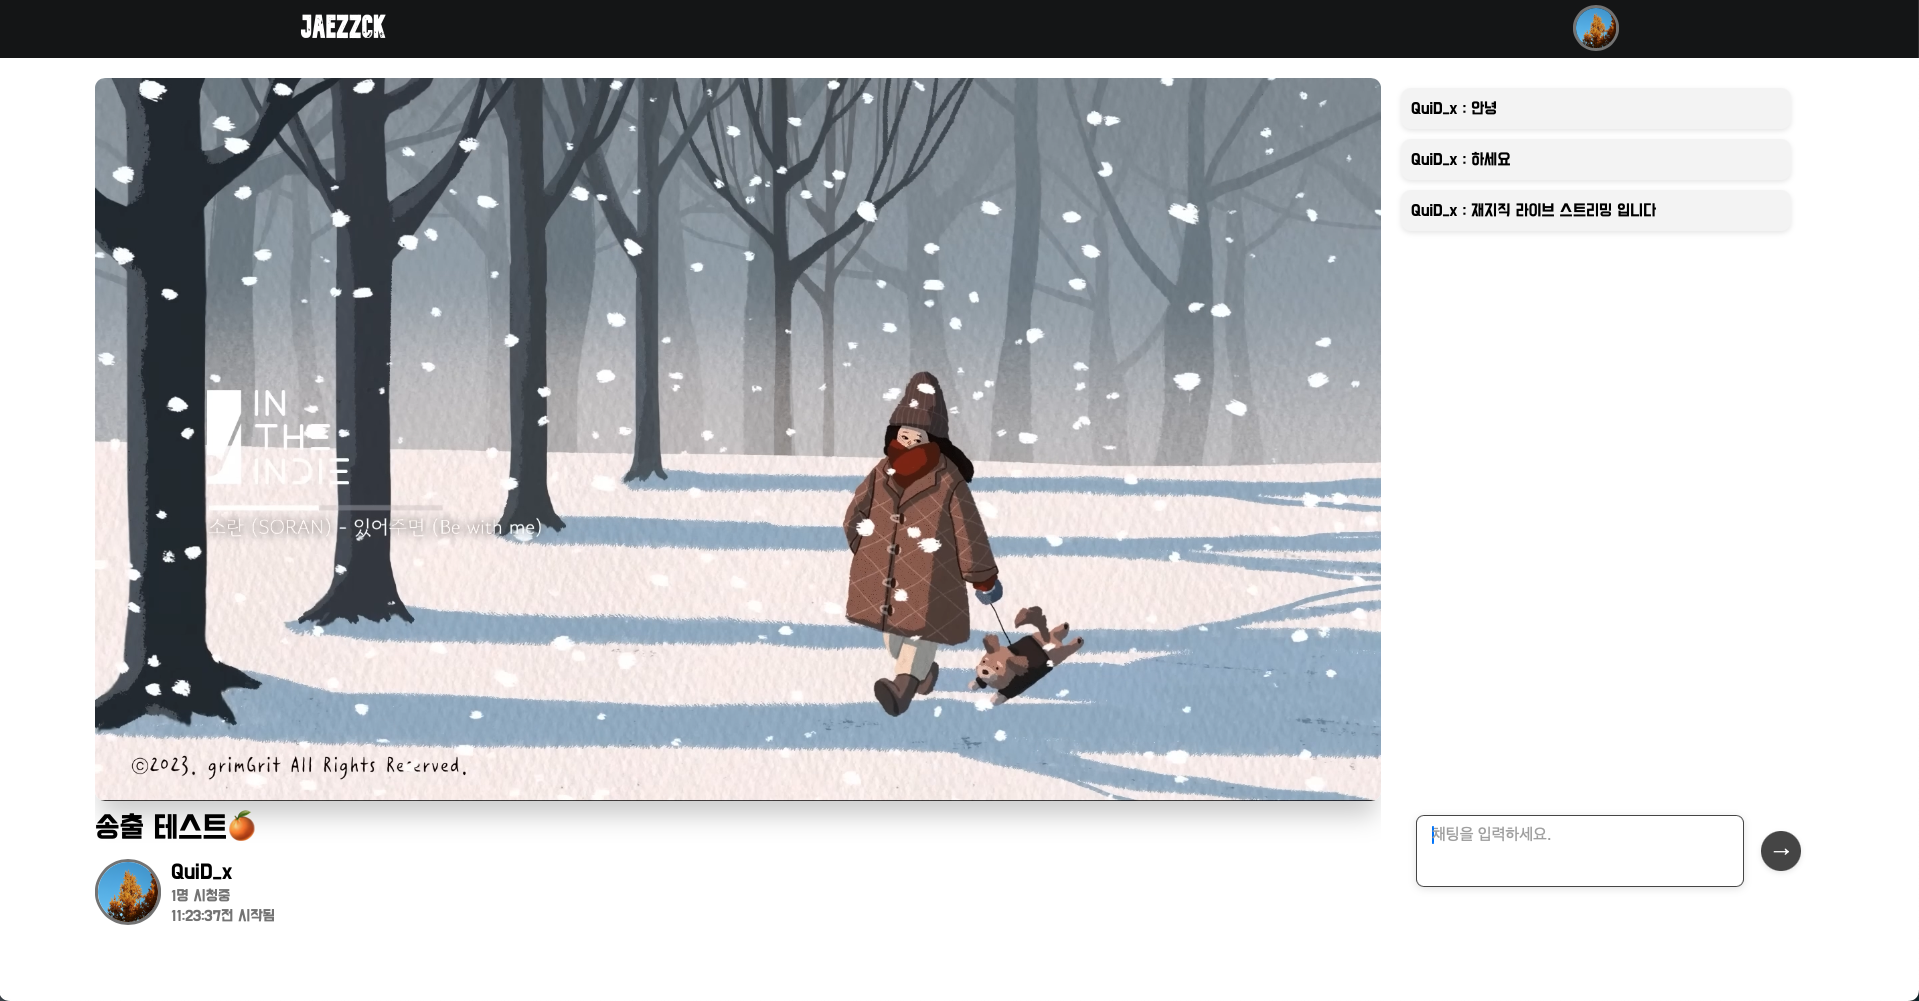 JAEZZCK
IN
THE
INDIE
소란 (SORAN) - 있어주면 (Be with me)
©2023. grimGrit All Rights Reserved.
송출 테스트🍊
QuiD_x
1명 시청중
11:23:37전 시작됨
QuiD_x : 안녕
QuiD_x : 하세요
QuiD_x : 재지직 라이브 스트리밍 입니다
채팅을 입력하세요.
→